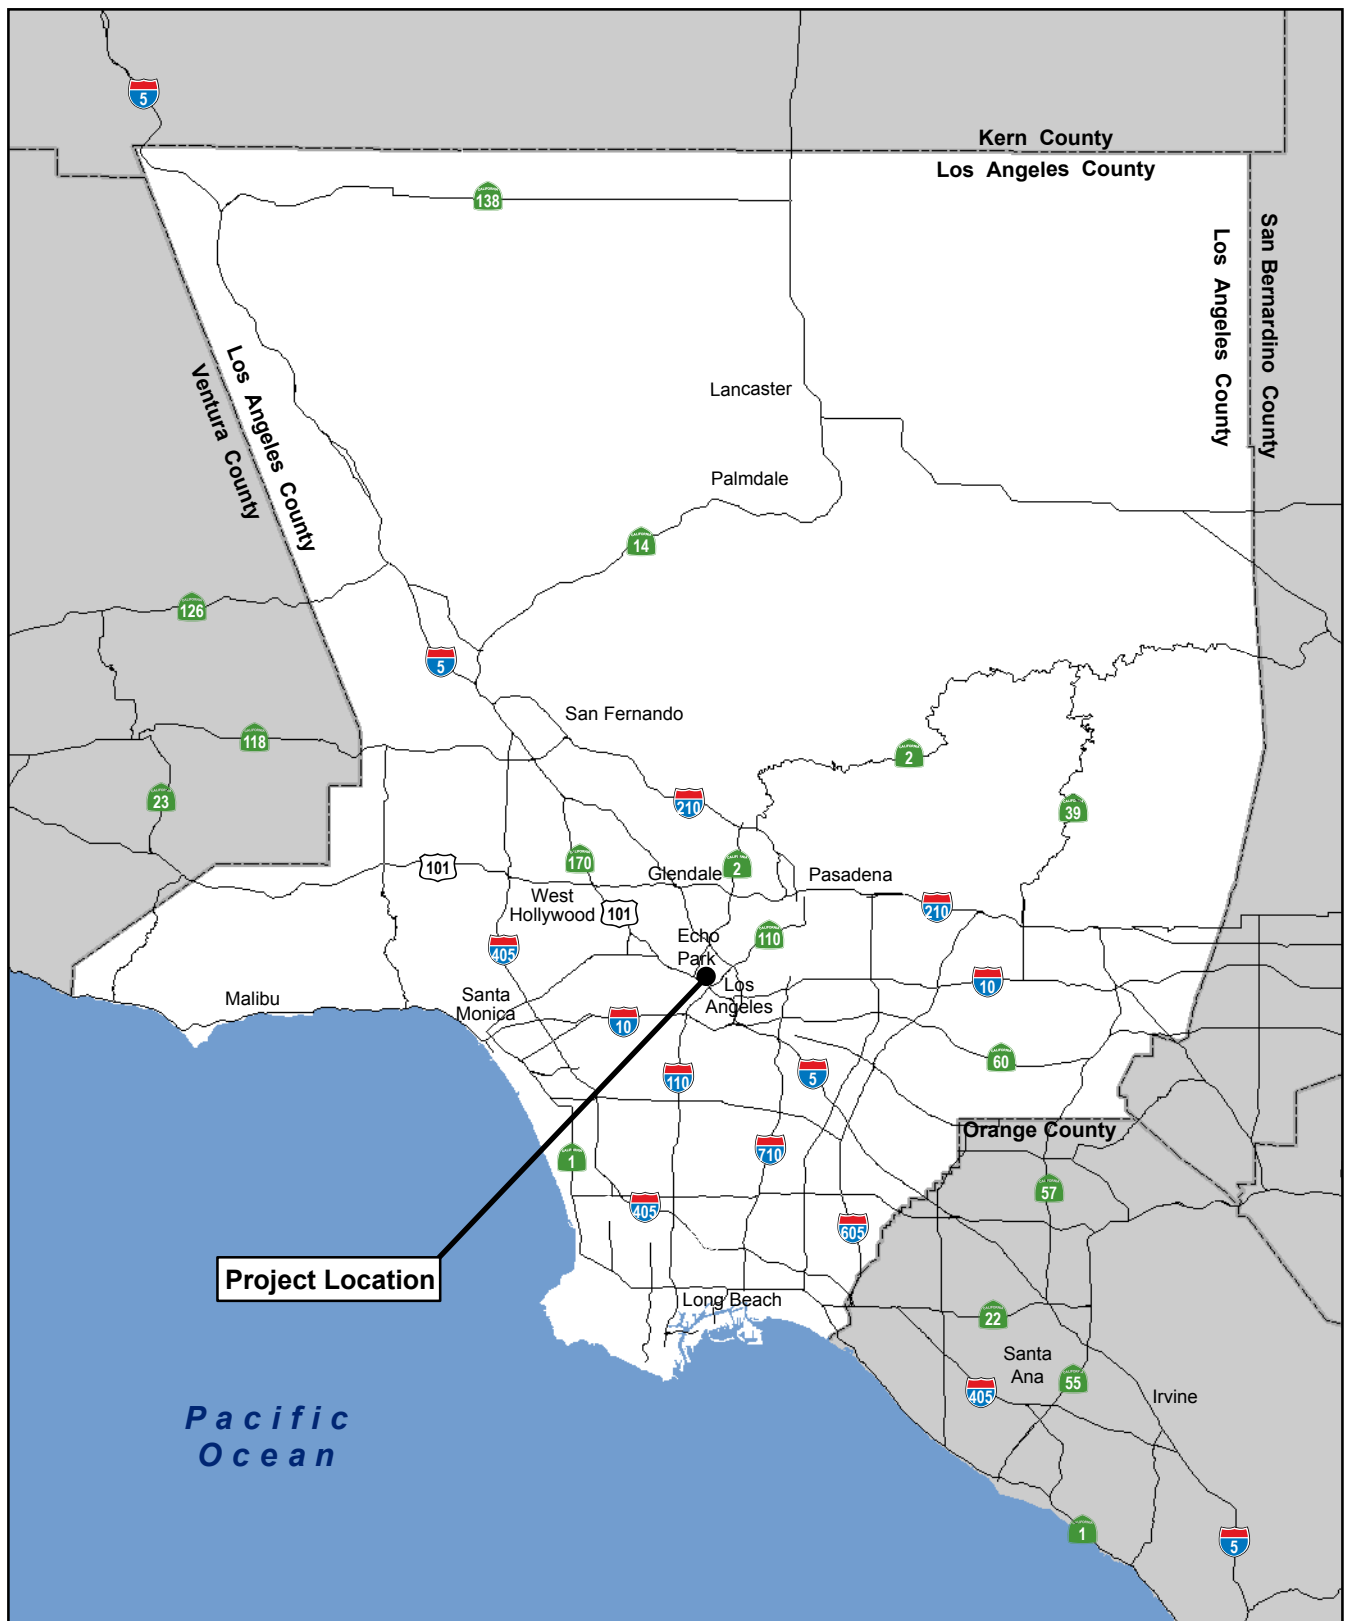 5
Kern County
Los Angeles County
138
San Bernardino County
Los Angeles County
Los Angeles County
Ventura County
Lancaster
Palmdale
CALIFORNIA
14
126
5
San Fernando
118
2
23
210
39
101
170
Glendale
2
Pasadena
West
Hollywood
101
210
Echo
Park
110
405
Los
Angeles
10
Malibu
Santa
Monica
10
60
110
5
Orange County
710
1
57
405
605
Project Location
Long Beach
22
Santa
Ana
55
405
Irvine
Pacific
Ocean
1
5